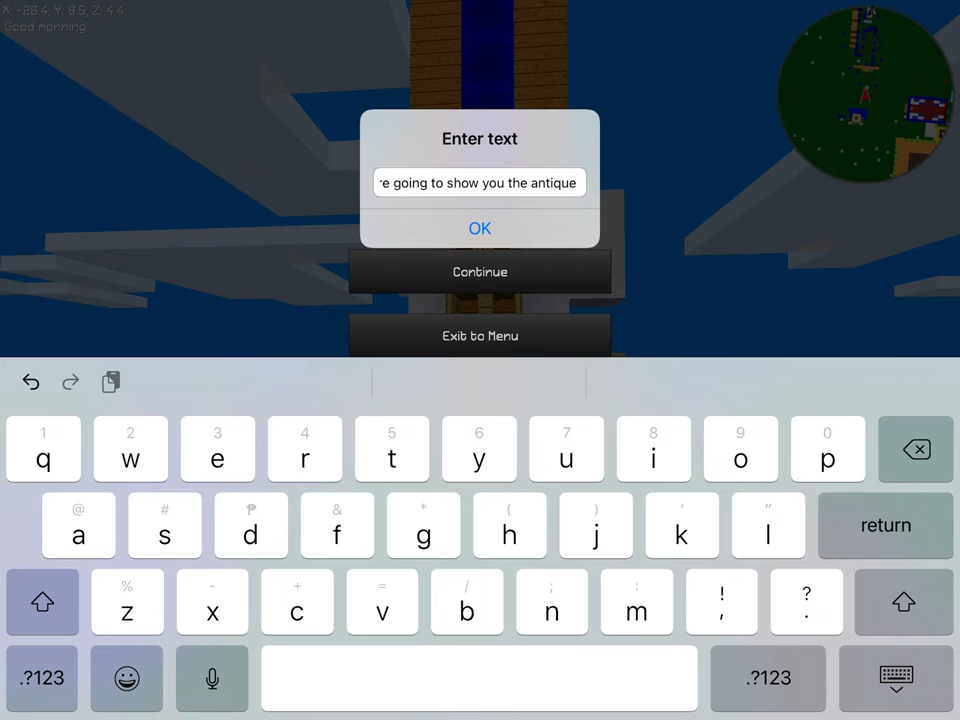 X: -26.4, Y: 8.5, Z: 4.4
Good morning.
Enter text
e going to show you the antique
OK
Continue
Exit to Menu
1 2 3 4 5 6 7 8 9 0
q w e r t y u i o p
@ # ₱ & * ( ) ' "
a s d f g h j k l return
% - + = / ; : ! ?
z x c v b n m , .
.?123 .?123